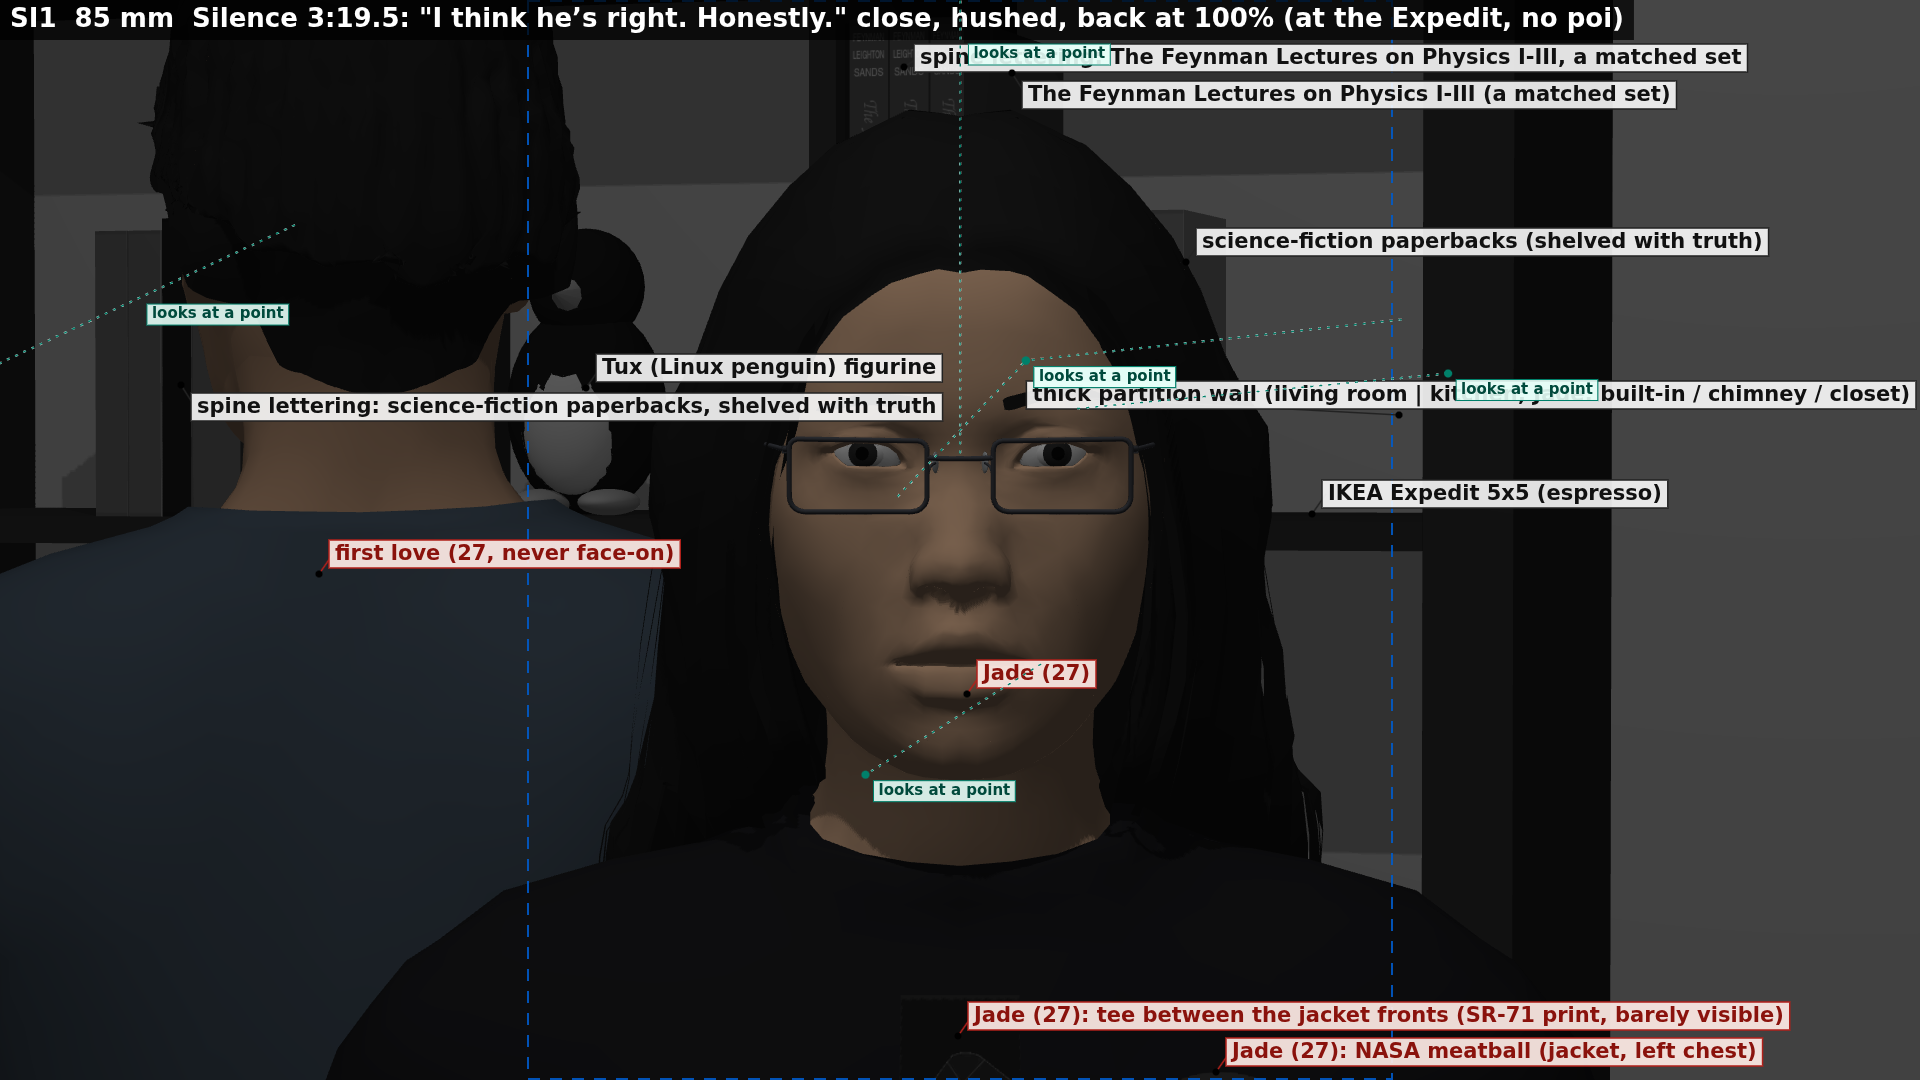 SI1 85 mm Silence 3:19.5: "I think he’s right. Honestly." close, hushed, back at 100% (at the Expedit, no poi)
looks at a point
The Feynman Lectures on Physics I-III, a matched set
The Feynman Lectures on Physics I-III (a matched set)
LEIGHTON
SANDS SANDS SANDS
science-fiction paperbacks (shelved with truth)
looks at a point
Tux (Linux penguin) figurine
looks at a point
looks at a point
thick partition wall (living room | built-in / chimney / closet)
spine lettering: science-fiction paperbacks, shelved with truth
IKEA Expedit 5x5 (espresso)
first love (27, never face-on)
Jade (27)
looks at a point
Jade (27): tee between the jacket fronts (SR-71 print, barely visible)
Jade (27): NASA meatball (jacket, left chest)